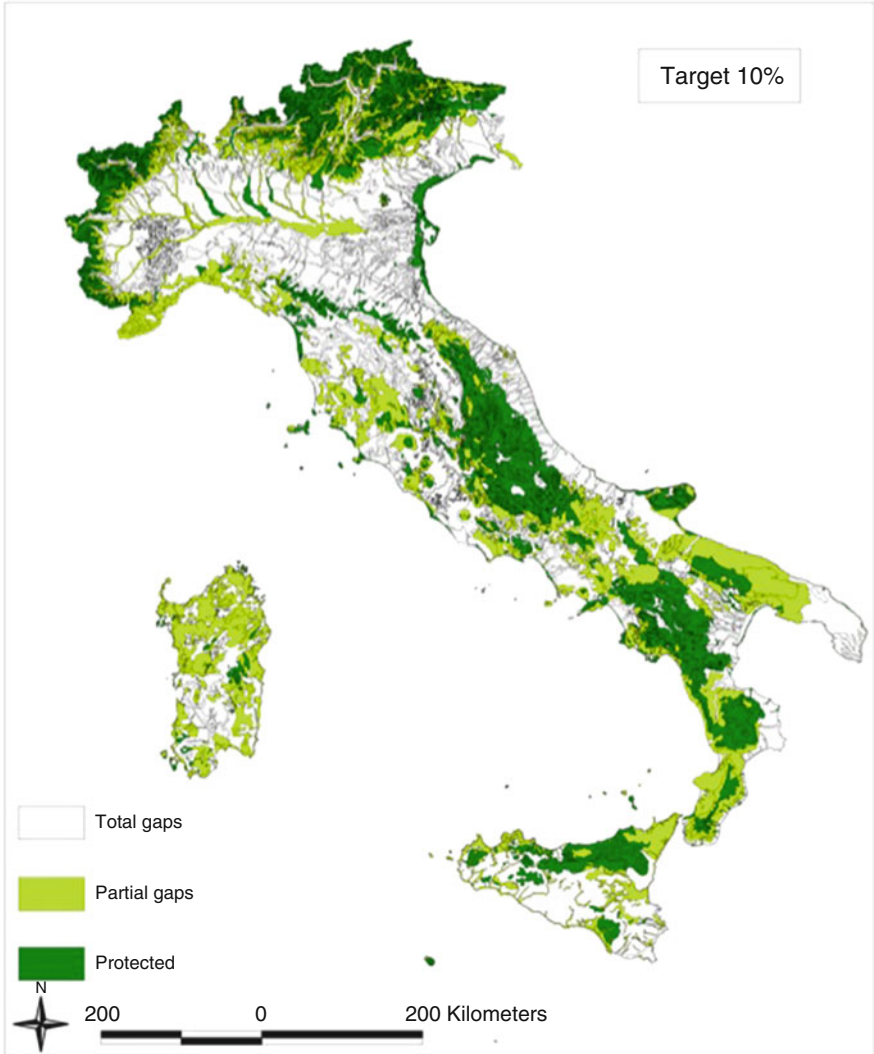 Target 10%
Total gaps
Partial gaps
Protected
N
200 0 200 Kilometers